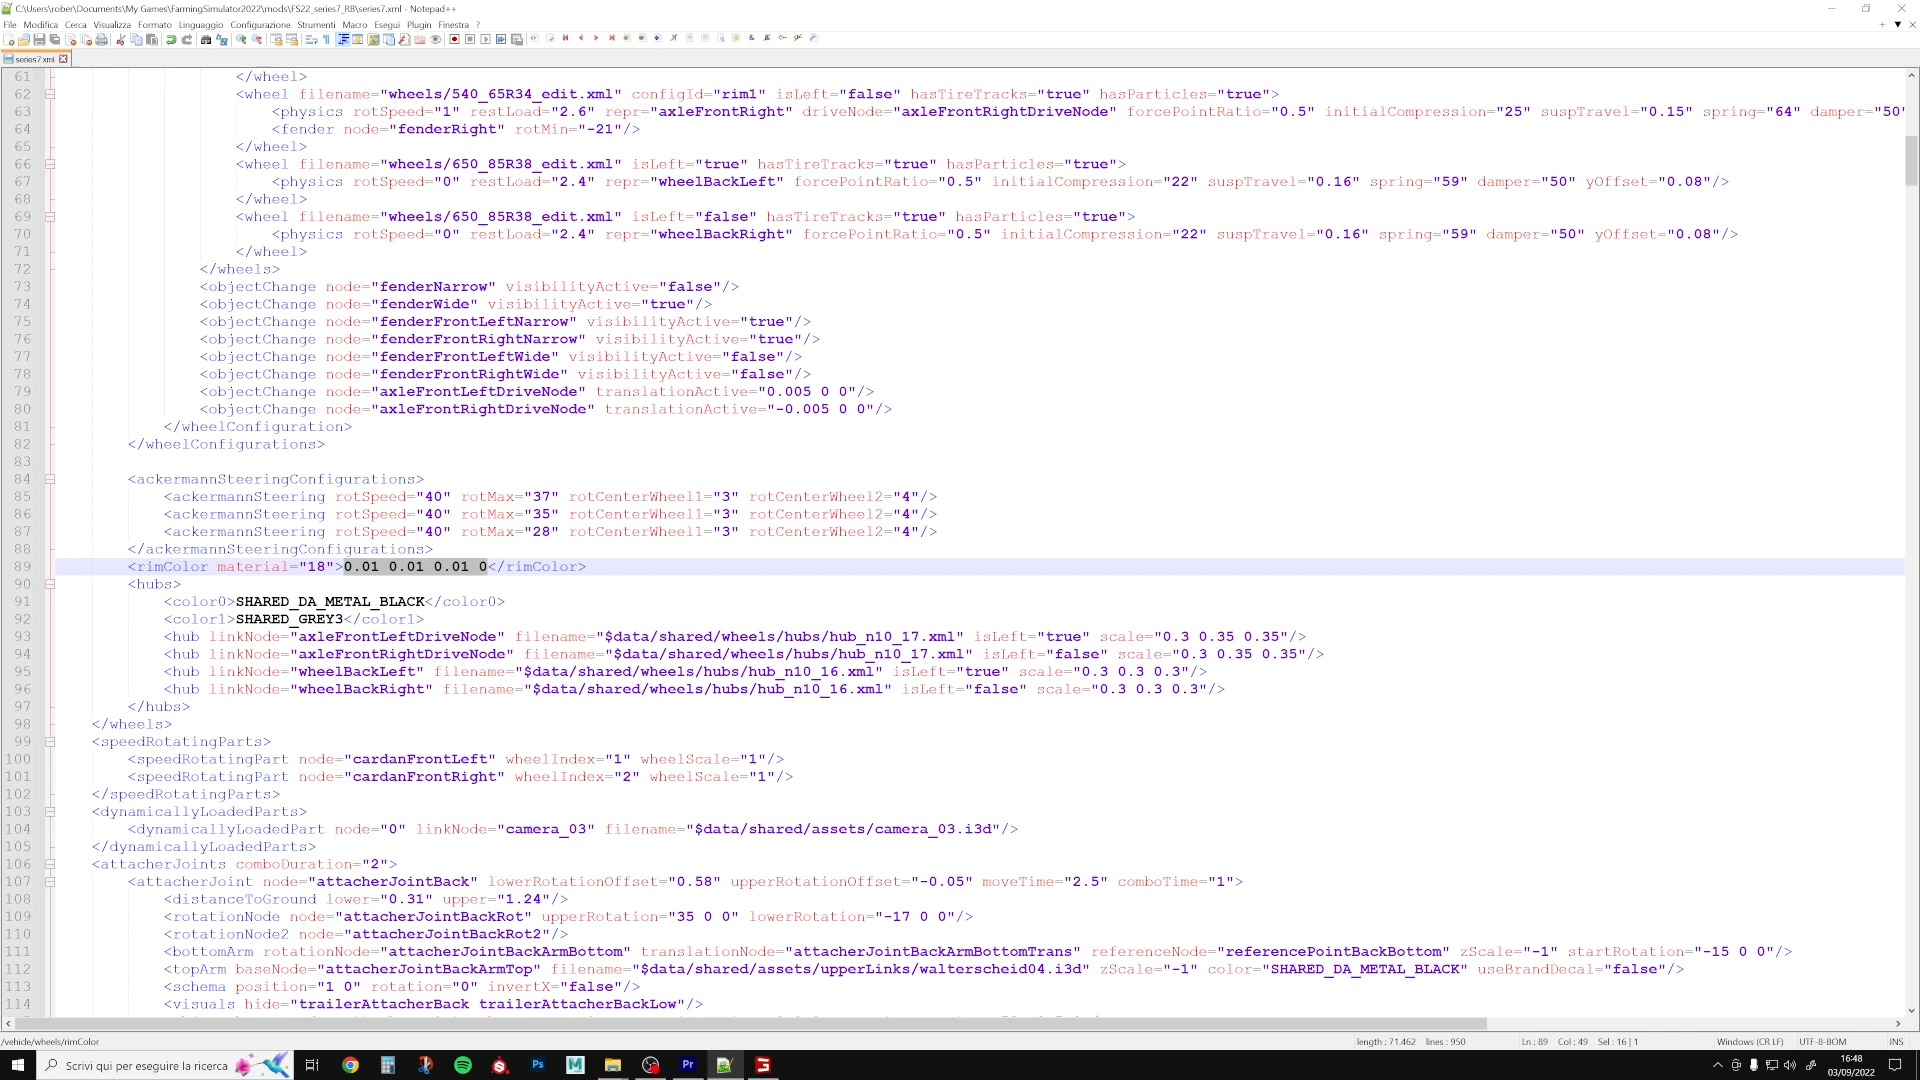 C:\Users\rober\Documents\My Games\FarmingSimulator2022\mods\FS22_series7_RB\series7.xml - Notepad++
File Modifica Cerca Visualizza Formato Linguaggio Configurazione Strumenti Macro Esegui Plugin Finestra ?
series7.xml
61 </wheel>
62 <wheel filename="wheels/540_65R34_edit.xml" configId="rim1" isLeft="false" hasTireTracks="true" hasParticles="true">
63 <physics rotSpeed="1" restLoad="2.6" repr="axleFrontRight" driveNode="axleFrontRightDriveNode" forcePointRatio="0.5" initialCompression="25" suspTravel="0.15" spring="64" damper="50"
64 <fender node="fenderRight" rotMin="-21"/>
65 </wheel>
66 <wheel filename="wheels/650_85R38_edit.xml" isLeft="true" hasTireTracks="true" hasParticles="true">
67 <physics rotSpeed="0" restLoad="2.4" repr="wheelBackLeft" forcePointRatio="0.5" initialCompression="22" suspTravel="0.16" spring="59" damper="50" yOffset="0.08"/>
68 </wheel>
69 <wheel filename="wheels/650_85R38_edit.xml" isLeft="false" hasTireTracks="true" hasParticles="true">
70 <physics rotSpeed="0" restLoad="2.4" repr="wheelBackRight" forcePointRatio="0.5" initialCompression="22" suspTravel="0.16" spring="59" damper="50" yOffset="0.08"/>
71 </wheel>
72 </wheels>
73 <objectChange node="fenderNarrow" visibilityActive="false"/>
74 <objectChange node="fenderWide" visibilityActive="true"/>
75 <objectChange node="fenderFrontLeftNarrow" visibilityActive="true"/>
76 <objectChange node="fenderFrontRightNarrow" visibilityActive="true"/>
77 <objectChange node="fenderFrontLeftWide" visibilityActive="false"/>
78 <objectChange node="fenderFrontRightWide" visibilityActive="false"/>
79 <objectChange node="axleFrontLeftDriveNode" translationActive="0.005 0 0"/>
80 <objectChange node="axleFrontRightDriveNode" translationActive="-0.005 0 0"/>
81 </wheelConfiguration>
82 </wheelConfigurations>
83
84 <ackermannSteeringConfigurations>
85 <ackermannSteering rotSpeed="40" rotMax="37" rotCenterWheel1="3" rotCenterWheel2="4"/>
86 <ackermannSteering rotSpeed="40" rotMax="35" rotCenterWheel1="3" rotCenterWheel2="4"/>
87 <ackermannSteering rotSpeed="40" rotMax="28" rotCenterWheel1="3" rotCenterWheel2="4"/>
88 </ackermannSteeringConfigurations>
89 <rimColor material="18">0.01 0.01 0.01 0</rimColor>
90 <hubs>
91 <color0>SHARED_DA_METAL_BLACK</color0>
92 <color1>SHARED_GREY3</color1>
93 <hub linkNode="axleFrontLeftDriveNode" filename="$data/shared/wheels/hubs/hub_n10_17.xml" isLeft="true" scale="0.3 0.35 0.35"/>
94 <hub linkNode="axleFrontRightDriveNode" filename="$data/shared/wheels/hubs/hub_n10_17.xml" isLeft="false" scale="0.3 0.35 0.35"/>
95 <hub linkNode="wheelBackLeft" filename="$data/shared/wheels/hubs/hub_n10_16.xml" isLeft="true" scale="0.3 0.3 0.3"/>
96 <hub linkNode="wheelBackRight" filename="$data/shared/wheels/hubs/hub_n10_16.xml" isLeft="false" scale="0.3 0.3 0.3"/>
97 </hubs>
98 </wheels>
99 <speedRotatingParts>
100 <speedRotatingPart node="cardanFrontLeft" wheelIndex="1" wheelScale="1"/>
101 <speedRotatingPart node="cardanFrontRight" wheelIndex="2" wheelScale="1"/>
102 </speedRotatingParts>
103 <dynamicallyLoadedParts>
104 <dynamicallyLoadedPart node="0" linkNode="camera_03" filename="$data/shared/assets/camera_03.i3d"/>
105 </dynamicallyLoadedParts>
106 <attacherJoints comboDuration="2">
107 <attacherJoint node="attacherJointBack" lowerRotationOffset="0.58" upperRotationOffset="-0.05" moveTime="2.5" comboTime="1">
108 <distanceToGround lower="0.31" upper="1.24"/>
109 <rotationNode node="attacherJointBackRot" upperRotation="35 0 0" lowerRotation="-17 0 0"/>
110 <rotationNode2 node="attacherJointBackRot2"/>
111 <bottomArm rotationNode="attacherJointBackArmBottom" translationNode="attacherJointBackArmBottomTrans" referenceNode="referencePointBackBottom" zScale="-1" startRotation="-15 0 0"/>
112 <topArm baseNode="attacherJointBackArmTop" filename="$data/shared/assets/upperLinks/walterscheid04.i3d" zScale="-1" color="SHARED_DA_METAL_BLACK" useBrandDecal="false"/>
113 <schema position="1 0" rotation="0" invertX="false"/>
114 <visuals hide="trailerAttacherBack trailerAttacherBackLow"/>
/vehicle/wheels/rimColor length : 71.462 lines : 950 Ln : 89 Col : 49 Sel : 16 | 1 Windows (CR LF) UTF-8-BOM INS
Scrivi qui per eseguire la ricerca
Ps
M
Pr
16:48
03/09/2022